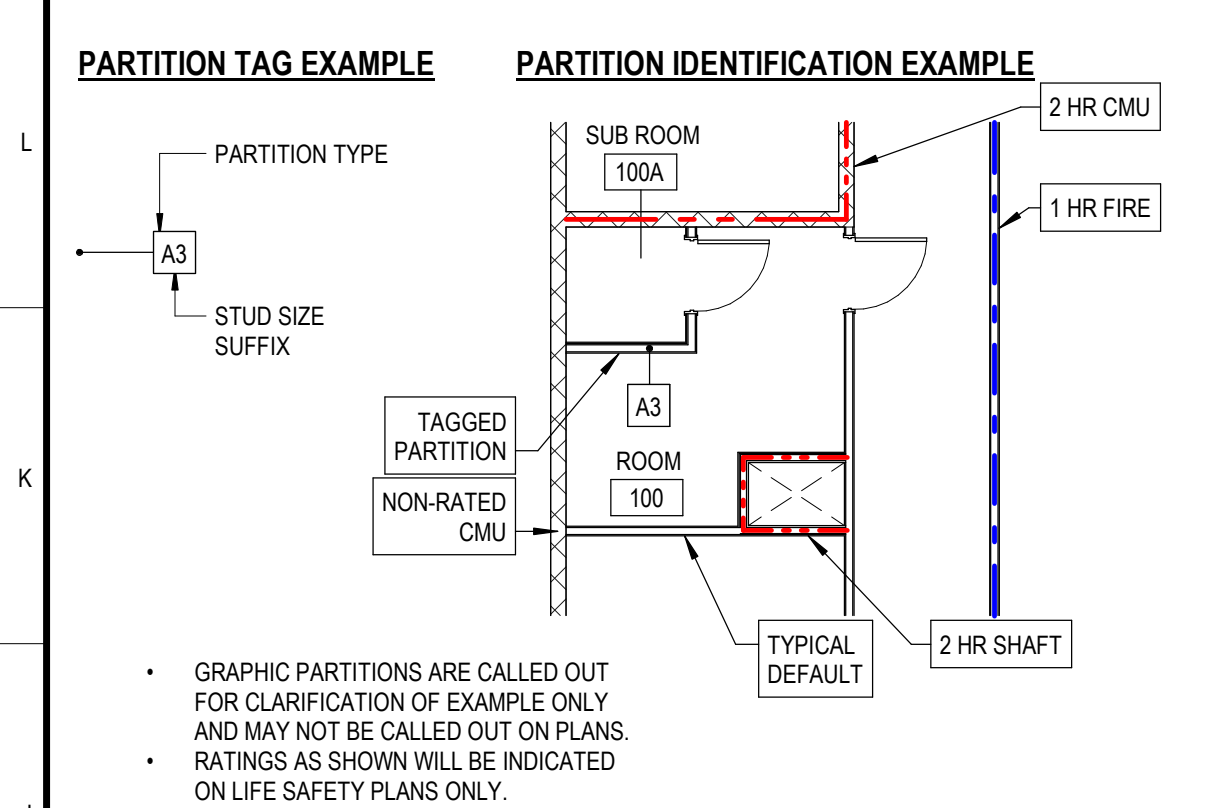 PARTITION TAG EXAMPLE
PARTITION IDENTIFICATION EXAMPLE
L
PARTITION TYPE
A3
STUD SIZE
SUFFIX
SUB ROOM
100A
2 HR CMU
1 HR FIRE
A3
TAGGED
PARTITION
K
ROOM
100
NON-RATED
CMU
TYPICAL
DEFAULT
2 HR SHAFT
• GRAPHIC PARTITIONS ARE CALLED OUT
FOR CLARIFICATION OF EXAMPLE ONLY
AND MAY NOT BE CALLED OUT ON PLANS.
• RATINGS AS SHOWN WILL BE INDICATED
ON LIFE SAFETY PLANS ONLY.